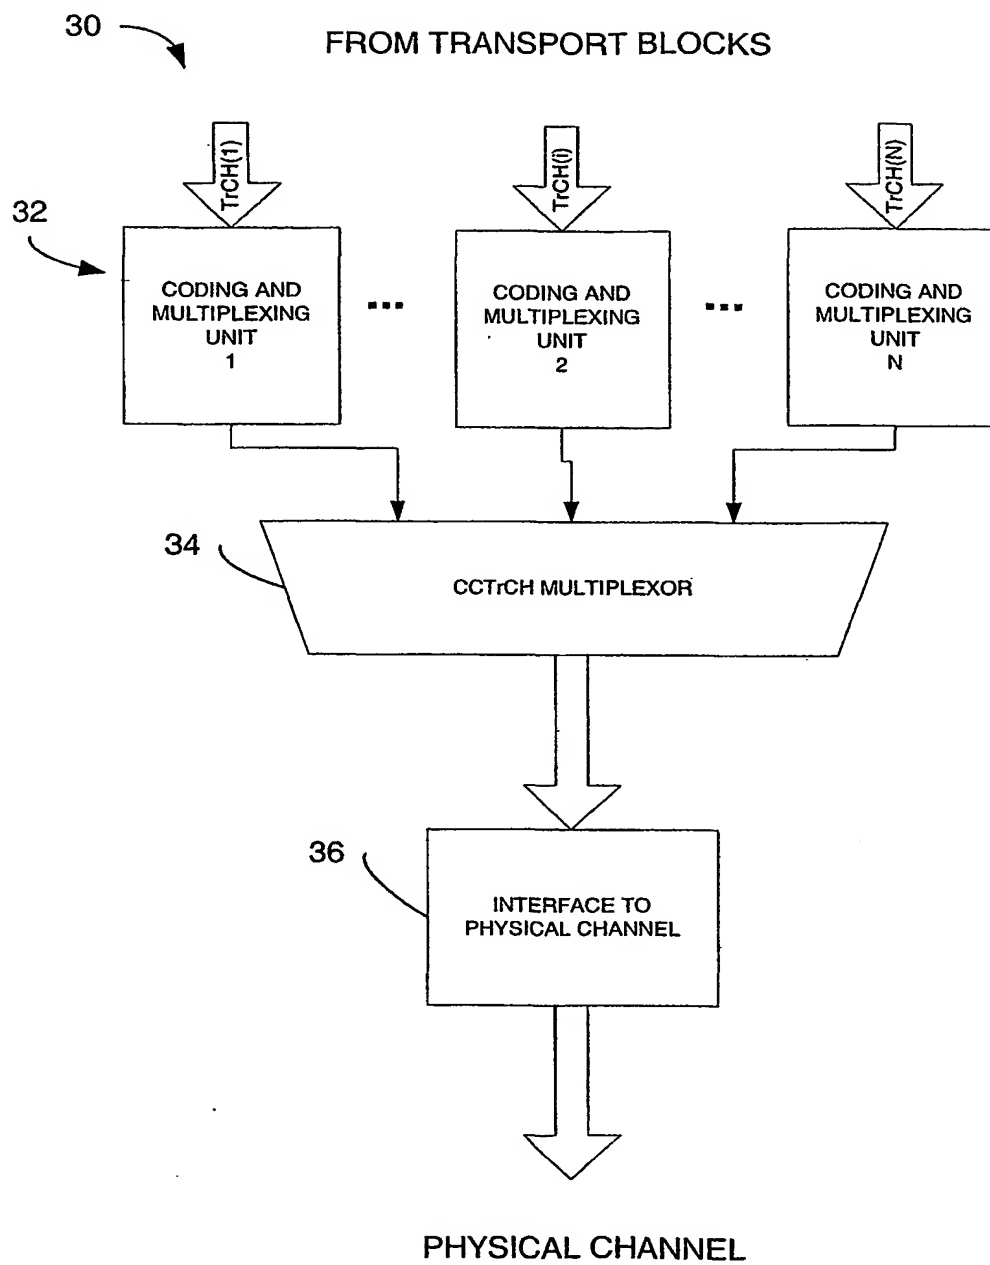 30
FROM TRANSPORT BLOCKS
TrCH(1)
TrCH(i)
TrCH(N)
32
CODING AND
MULTIPLEXING
UNIT
1
...
CODING AND
MULTIPLEXING
UNIT
2
...
CODING AND
MULTIPLEXING
UNIT
N
34
CCTrCH MULTIPLEXOR
36
INTERFACE TO
PHYSICAL CHANNEL
PHYSICAL CHANNEL